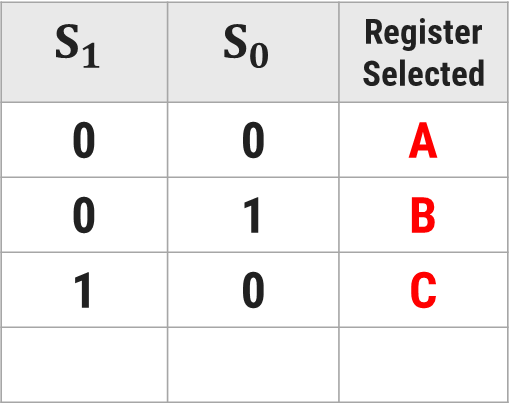 S₁ S₀ Register
Selected
0 0 A
0 1 B
1 0 C